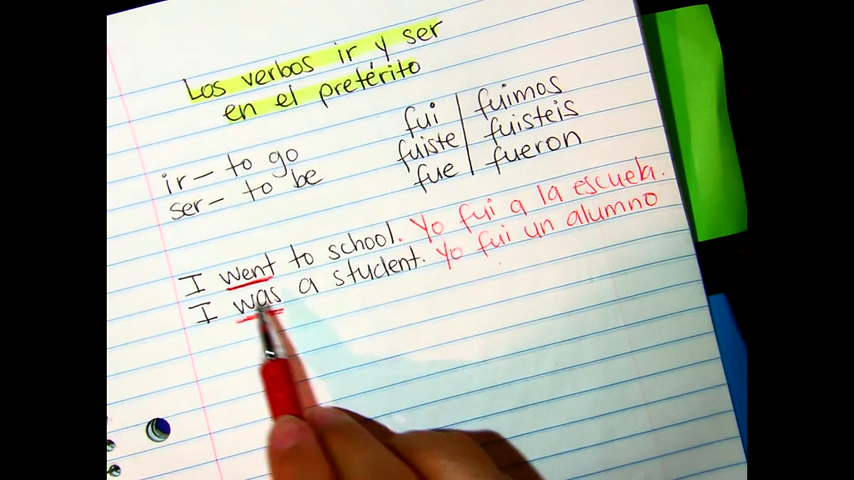 Los verbos ir y ser
en el pretérito
ir - to go
ser - to be
fui | fuimos
fuiste | fuisteis
fue | fueron
I went to school. Yo fui a la escuela.
I was a student. Yo fui un alumno